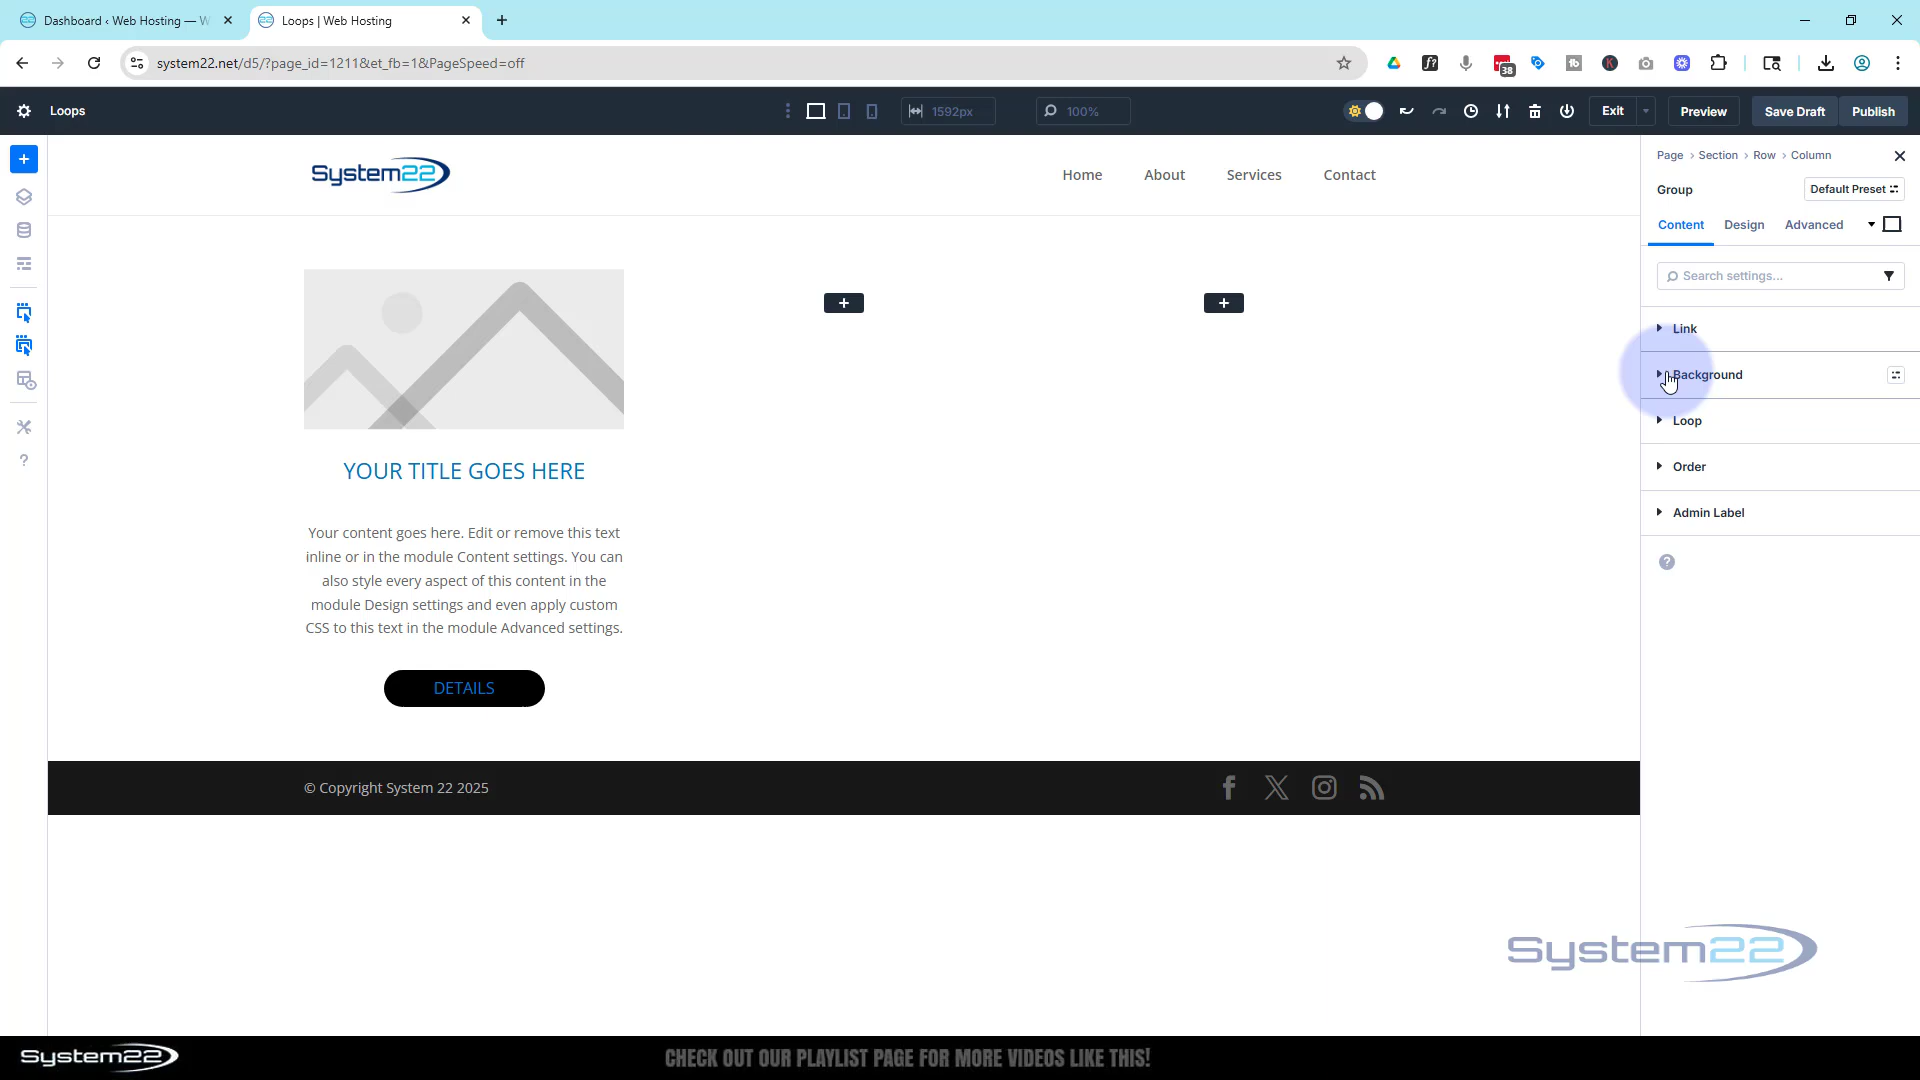 Dashboard ‹ Web Hosting — W
Loops | Web Hosting
system22.net/d5/?page_id=1211&et_fb=1&PageSpeed=off
38
Loops
1592px
100%
Exit
Preview
Save Draft
Publish
System22
Home
About
Services
Contact
Page › Section › Row › Column
Group
Default Preset
Content
Design
Advanced
Search settings...
Link
Background
Loop
Order
Admin Label
YOUR TITLE GOES HERE
Your content goes here. Edit or remove this text
inline or in the module Content settings. You can
also style every aspect of this content in the
module Design settings and even apply custom
CSS to this text in the module Advanced settings.
DETAILS
© Copyright System 22 2025
System22
System22
CHECK OUT OUR PLAYLIST PAGE FOR MORE VIDEOS LIKE THIS!